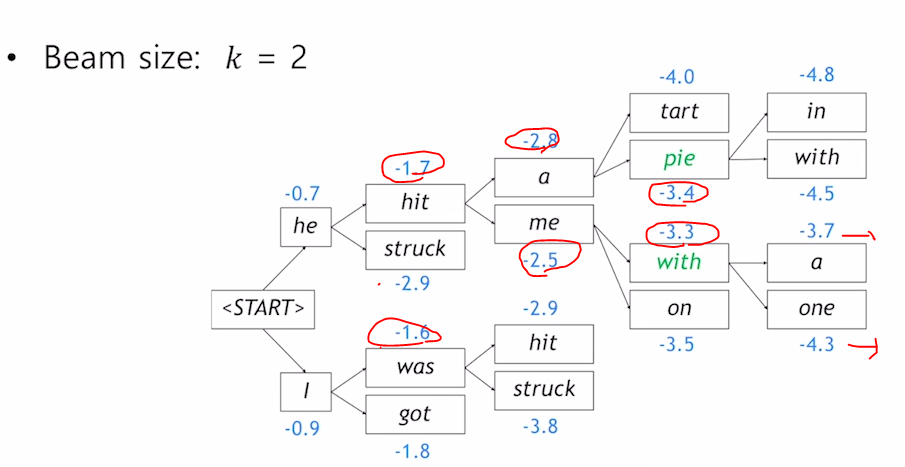 • Beam size: k = 2
-4.0
-4.8
tart
in
-2.8
-1.7
a
pie
with
-0.7
hit
-3.4
-4.5
he
me
-3.3
-3.7
struck
-2.5
with
a
-2.9
<START>
-2.9
on
one
-1.6
hit
-3.5
-4.3
was
I
struck
got
-0.9
-3.8
-1.8